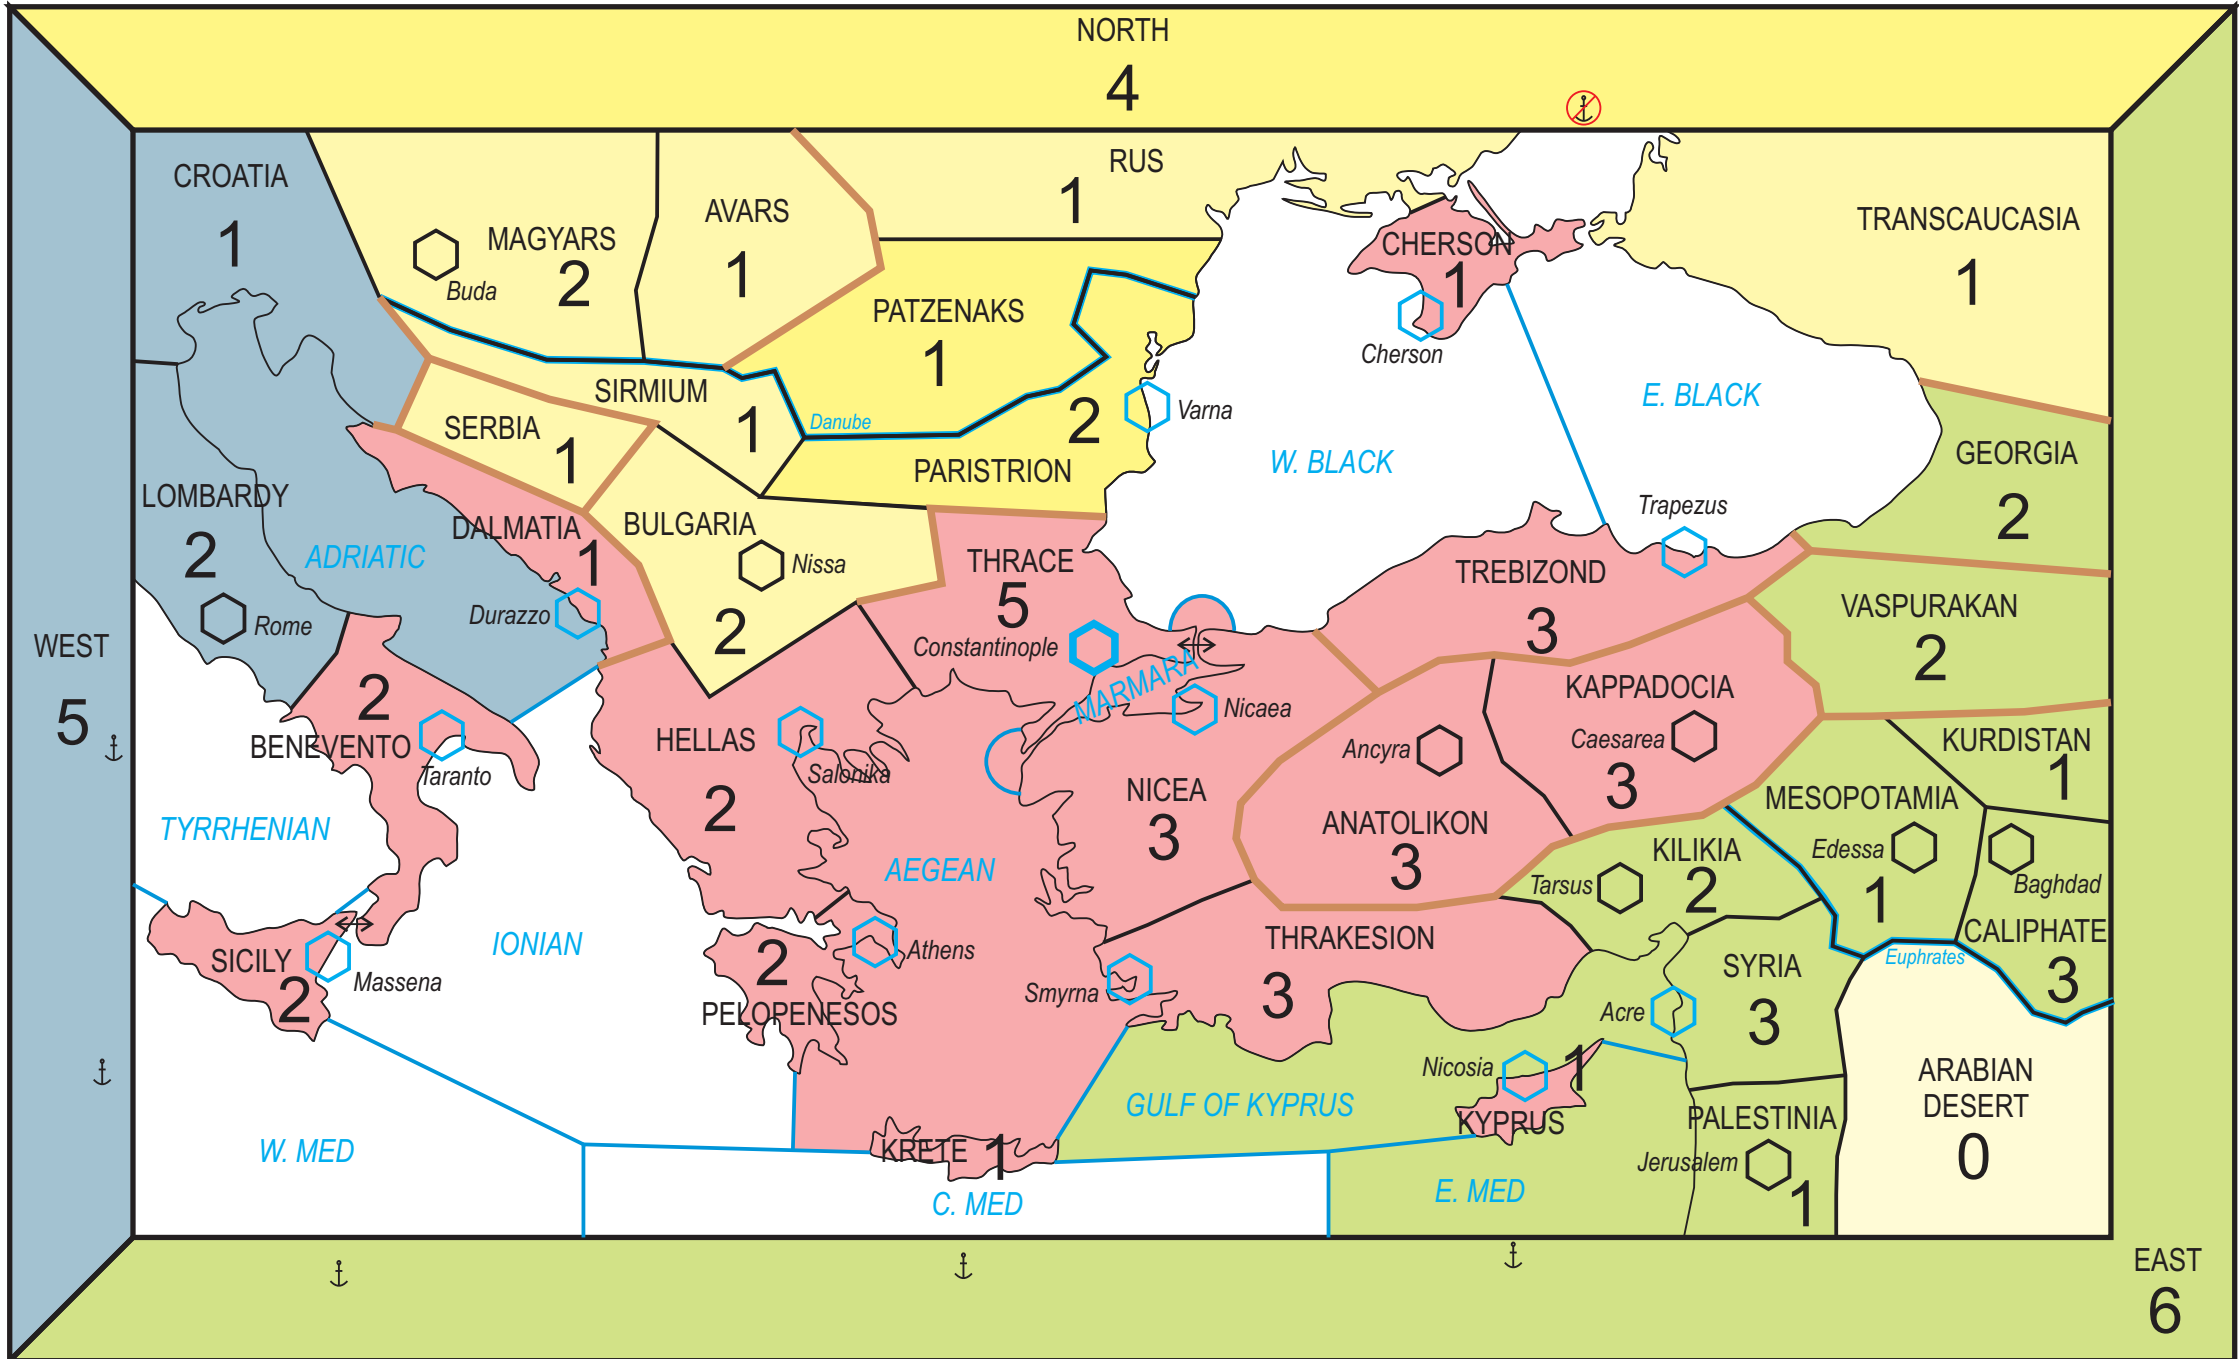 NORTH
4
CROATIA
1
MAGYARS
2
Buda
AVARS
1
RUS
1
TRANSCAUCASIA
1
PATZENAKS
1
CHERSON
1
Cherson
SIRMIUM
1
SERBIA
1
Danube
2
Varna
PARISTRION
W. BLACK
E. BLACK
GEORGIA
2
LOMBARDY
2
Rome
ADRIATIC
DALMATIA
1
Durazzo
BULGARIA
Nissa
2
THRACE
5
Constantinople
MARMARA
Nicaea
Trapezus
TREBIZOND
3
VASPURAKAN
2
WEST
5
2
BENEVENTO
Taranto
HELLAS
2
Salonika
NICEA
3
Ancyra
ANATOLIKON
3
KAPPADOCIA
Caesarea
3
KURDISTAN
1
MESOPOTAMIA
Edessa
1
KILIKIA
2
Tarsus
Baghdad
CALIPHATE
3
Euphrates
TYRRHENIAN
AEGEAN
IONIAN
SICILY
2
Massena
2
PELOPENESOS
Athens
Smyrna
THRAKESION
3
SYRIA
3
Acre
Nicosia
1
KYPRUS
GULF OF KYPRUS
PALESTINIA
Jerusalem
1
ARABIAN
DESERT
0
W. MED
KRETE
1
C. MED
E. MED
EAST
6